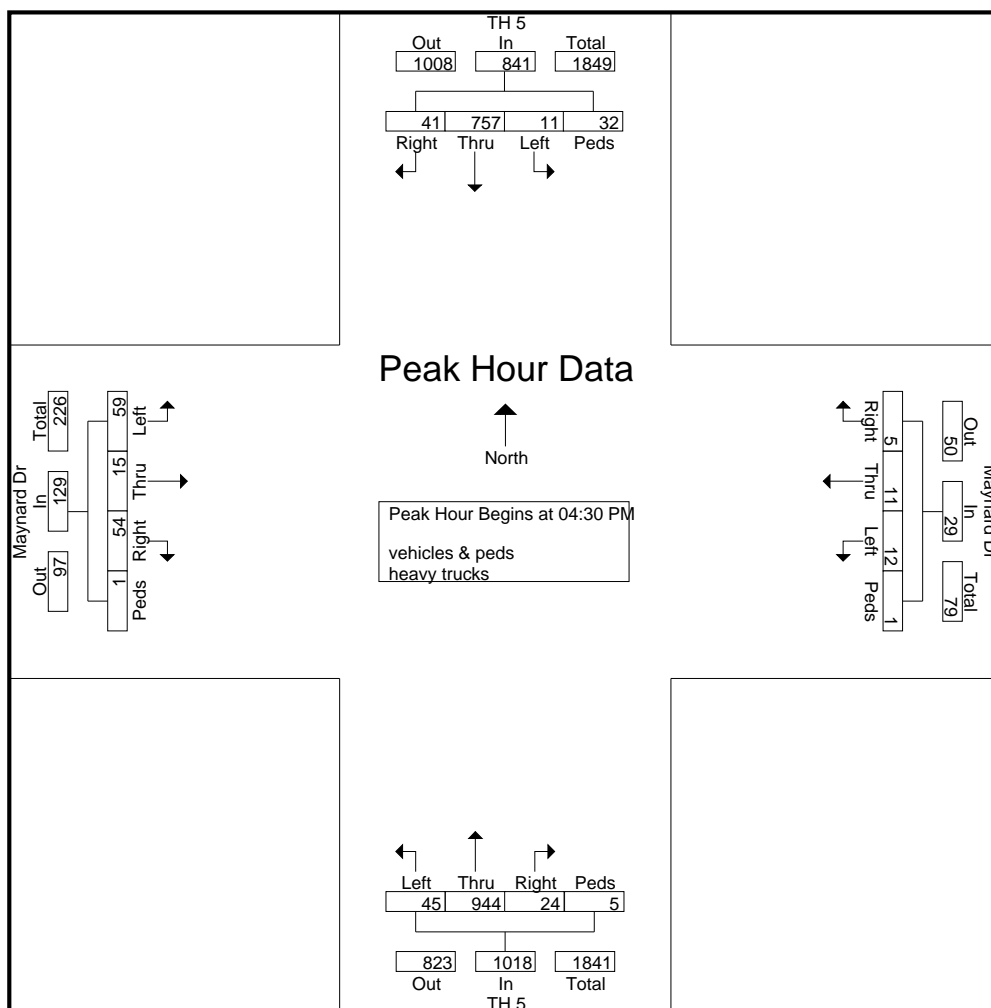 TH 5
Out In Total
1008 841 1849
41 757 11 32
Right Thru Left Peds
Peak Hour Data
North
Peak Hour Begins at 04:30 PM
vehicles & peds
heavy trucks
Maynard Dr
Out In Total
97 129 226
1 54 15 59
Peds Right Thru Left
Maynard Dr
Out In Total
50 29 79
5 11 12 1
Right Thru Left Peds
Left Thru Right Peds
45 944 24 5
823 1018 1841
Out In Total
TH 5